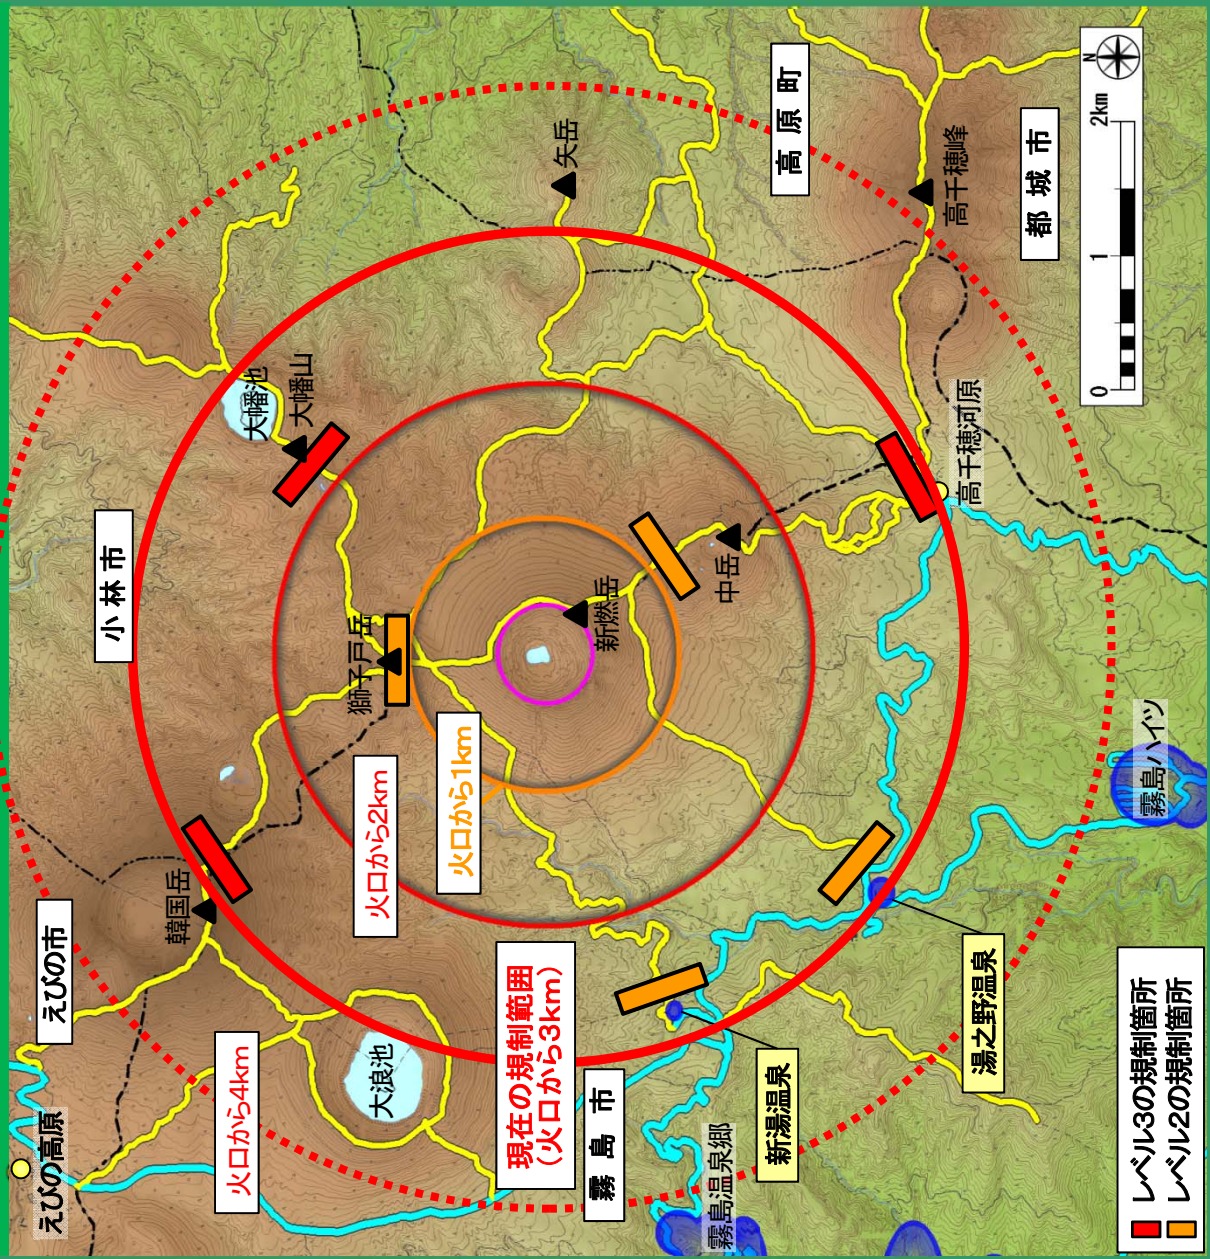 えびの高原
えびの市
韓国岳
小林市
大幡池
大幡山
火口から4km
大浪池
火口から2km
獅子戸岳
火口から1km
現在の規制範囲
(火口から3km)
新燃岳
矢岳
霧島市
霧島温泉郷
新湯温泉
中岳
高原町
湯之野温泉
高千穂河原
高千穂峰
都城市
霧島ハイツ
N
0
1
2km
レベル3の規制箇所
レベル2の規制箇所